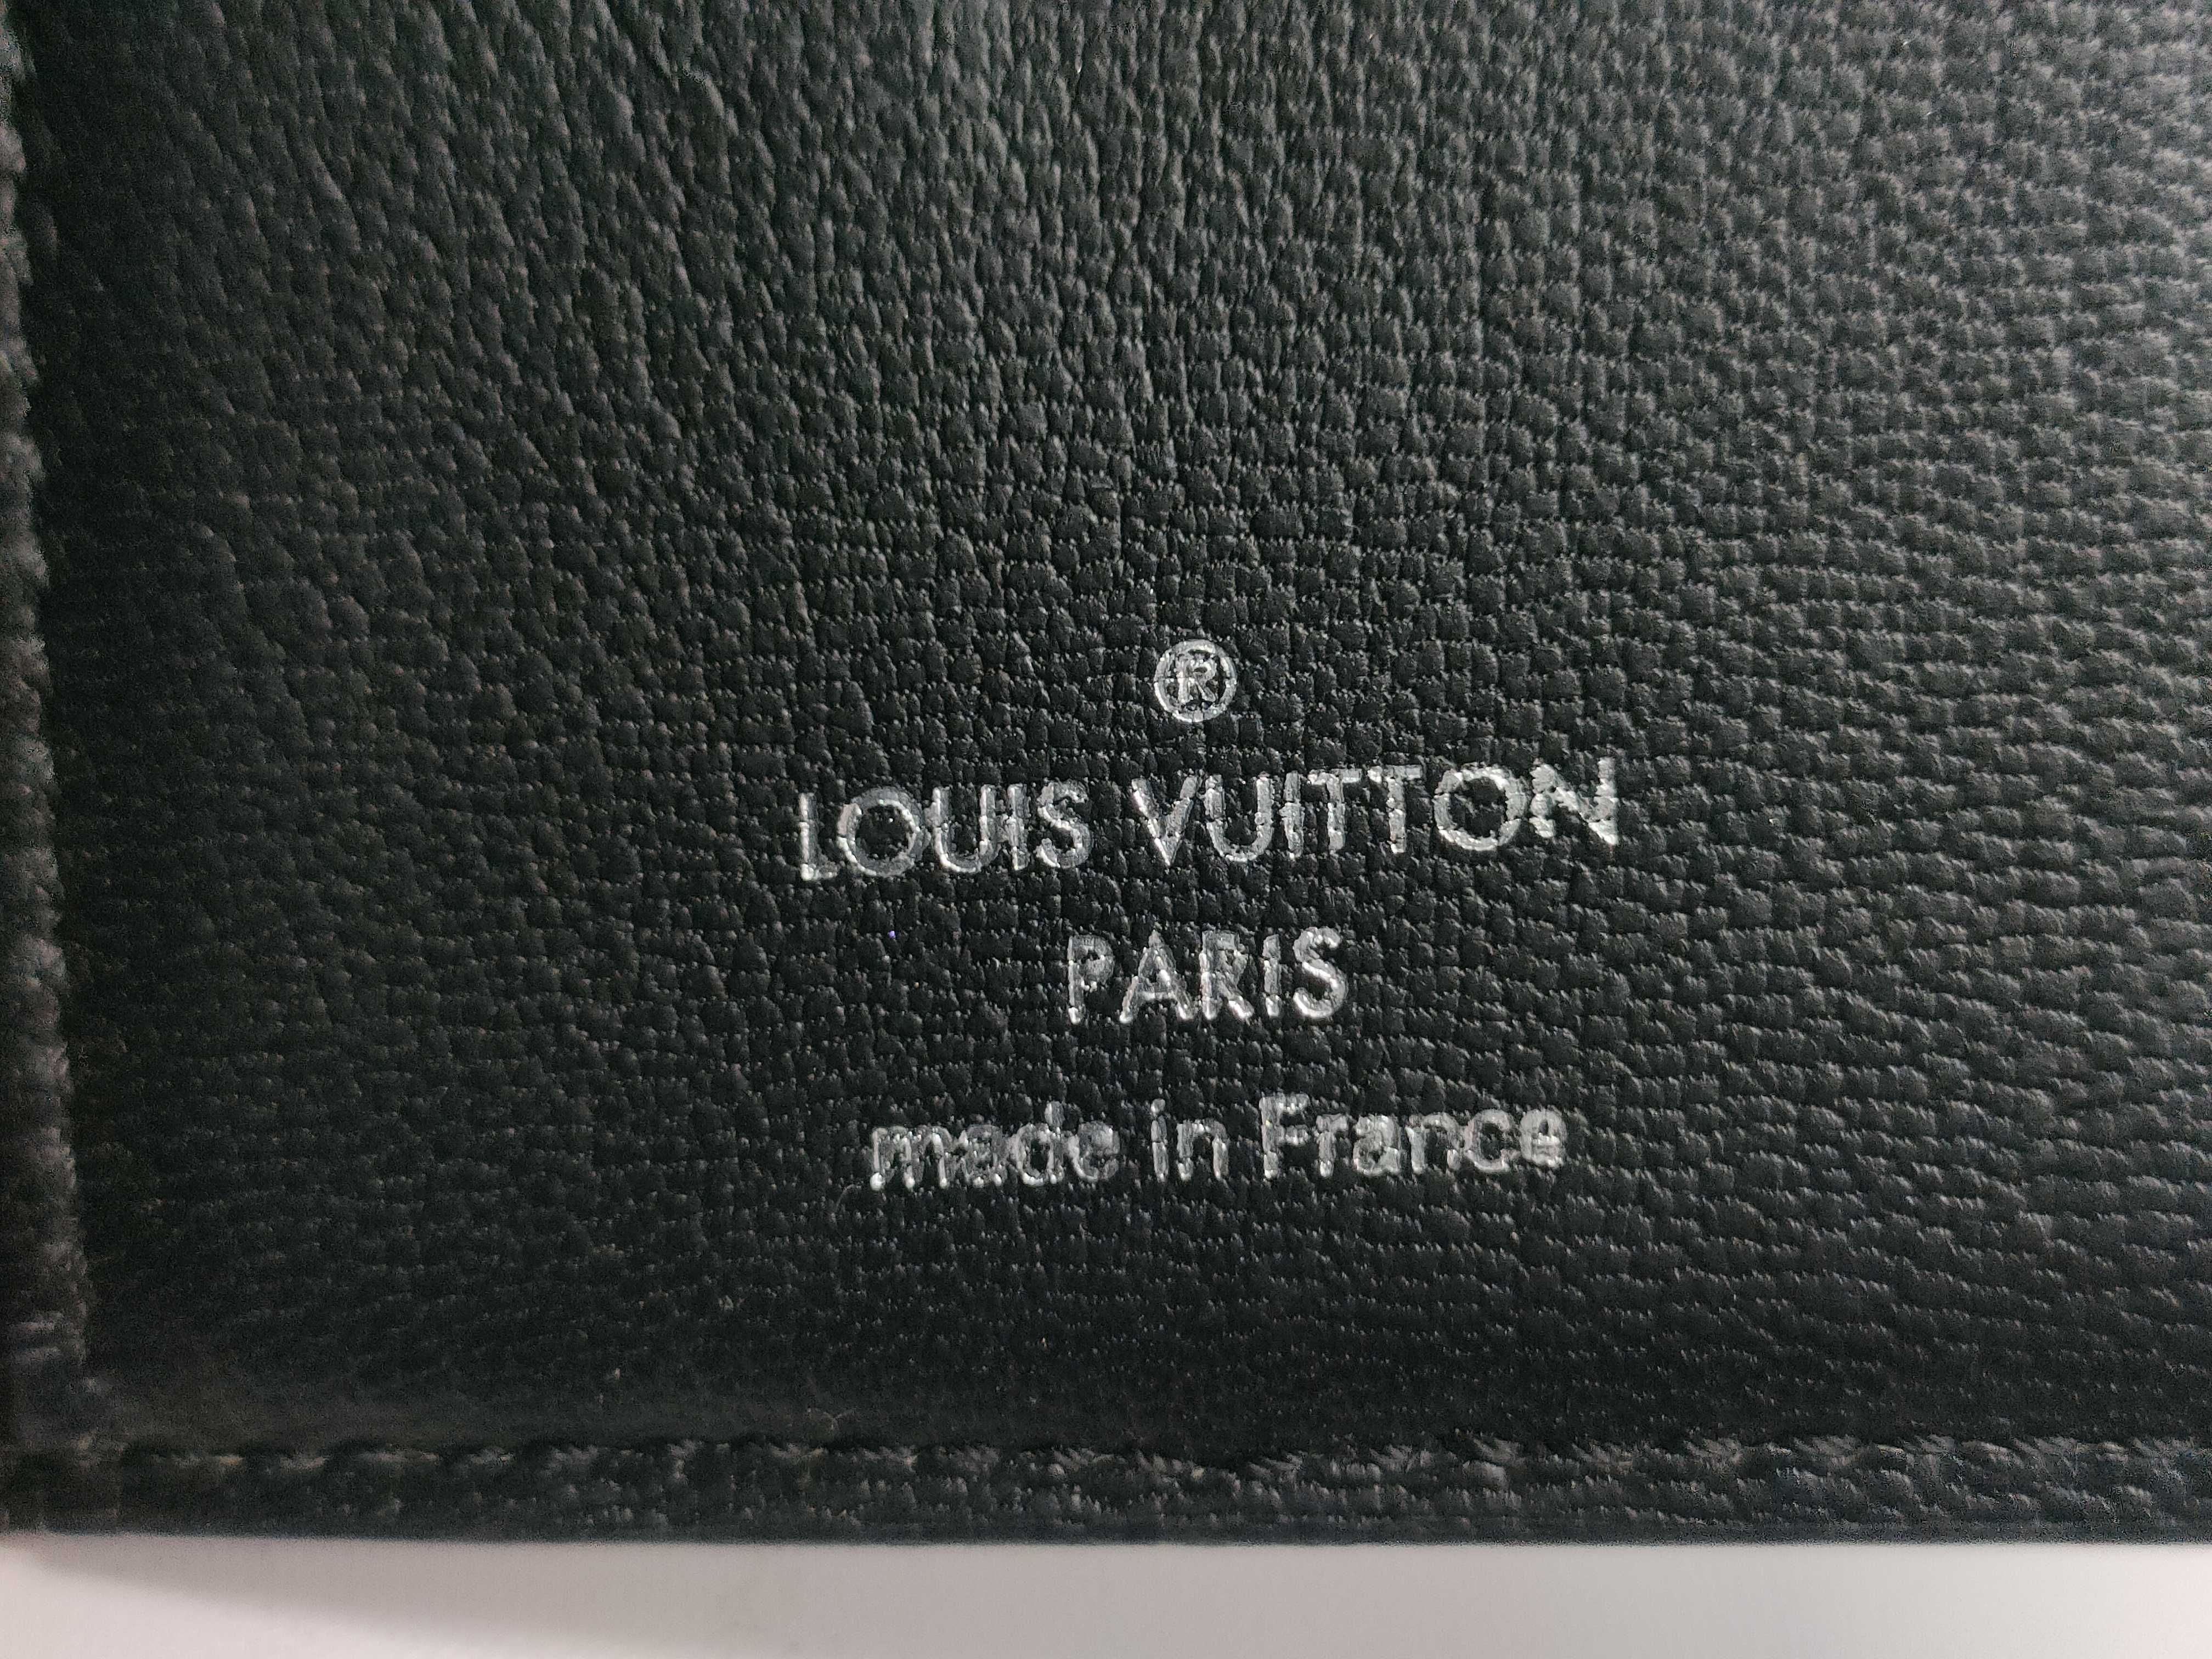 ®
LOUIS VUITTON
PARIS
made in France